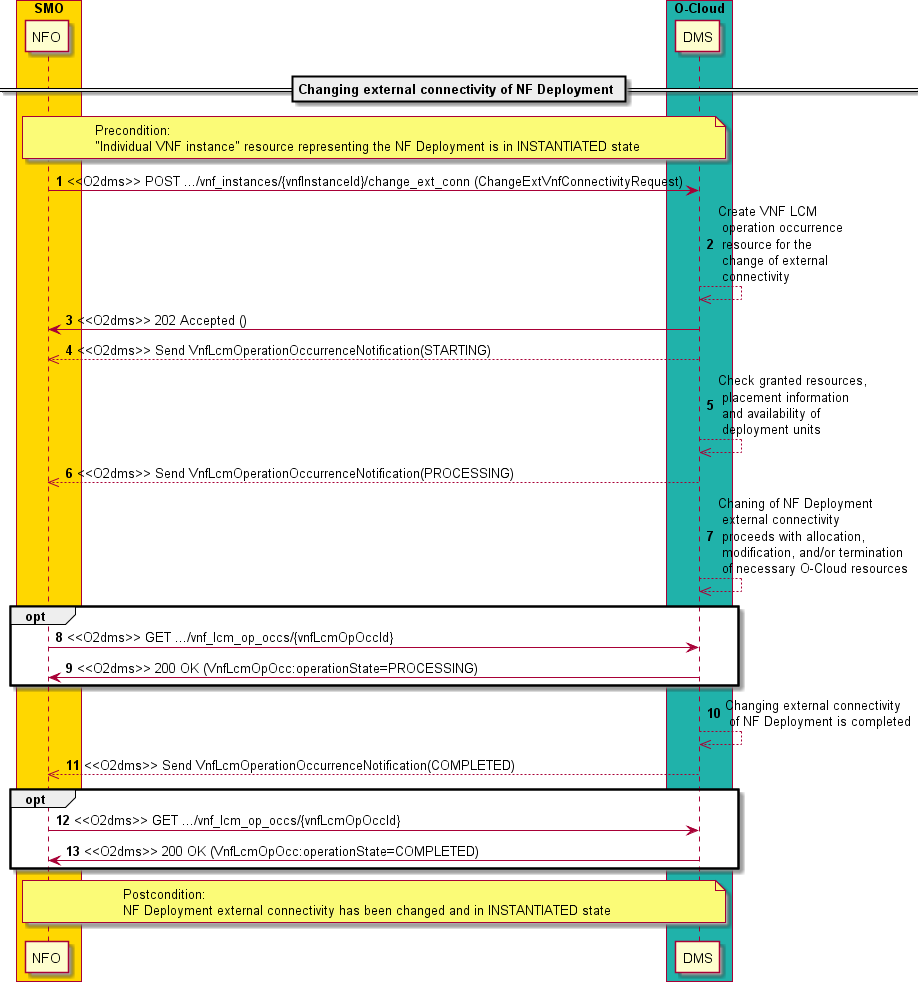 SMO
O-Cloud
NFO
DMS
Changing external connectivity of NF Deployment
Precondition:
"Individual VNF instance" resource representing the NF Deployment is in INSTANTIATED state
1 <<O2dms>> POST .../vnf_instances/{vnfInstanceId}/change_ext_conn (ChangeExtVnfConnectivityRequest)
Create VNF LCM
operation occurrence
2 resource for the
change of external
connectivity
3 <<O2dms>> 202 Accepted ()
4 <<O2dms>> Send VnfLcmOperationOccurrenceNotification(STARTING)
Check granted resources,
placement information
5 and availability of
deployment units
6 <<O2dms>> Send VnfLcmOperationOccurrenceNotification(PROCESSING)
Chaning of NF Deployment
external connectivity
7 proceeds with allocation,
modification, and/or termination
of necessary O-Cloud resources
opt
8 <<O2dms>> GET .../vnf_lcm_op_occs/{vnfLcmOpOccId}
9 <<O2dms>> 200 OK (VnfLcmOpOcc:operationState=PROCESSING)
10 Changing external connectivity
of NF Deployment is completed
11 <<O2dms>> Send VnfLcmOperationOccurrenceNotification(COMPLETED)
opt
12 <<O2dms>> GET .../vnf_lcm_op_occs/{vnfLcmOpOccId}
13 <<O2dms>> 200 OK (VnfLcmOpOcc:operationState=COMPLETED)
Postcondition:
NF Deployment external connectivity has been changed and in INSTANTIATED state
NFO
DMS